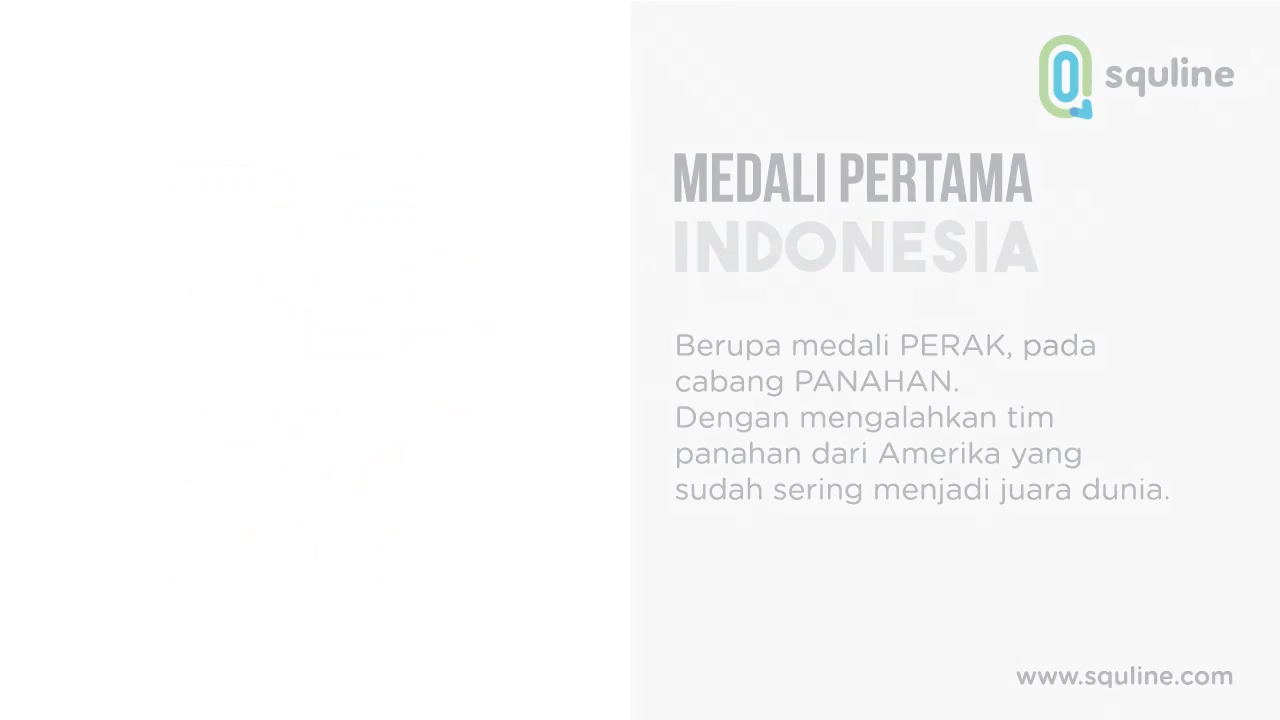 squline
MEDALI PERTAMA
INDONESIA
Berupa medali PERAK, pada
cabang PANAHAN.
Dengan mengalahkan tim
panahan dari Amerika yang
sudah sering menjadi juara dunia.
www.squline.com